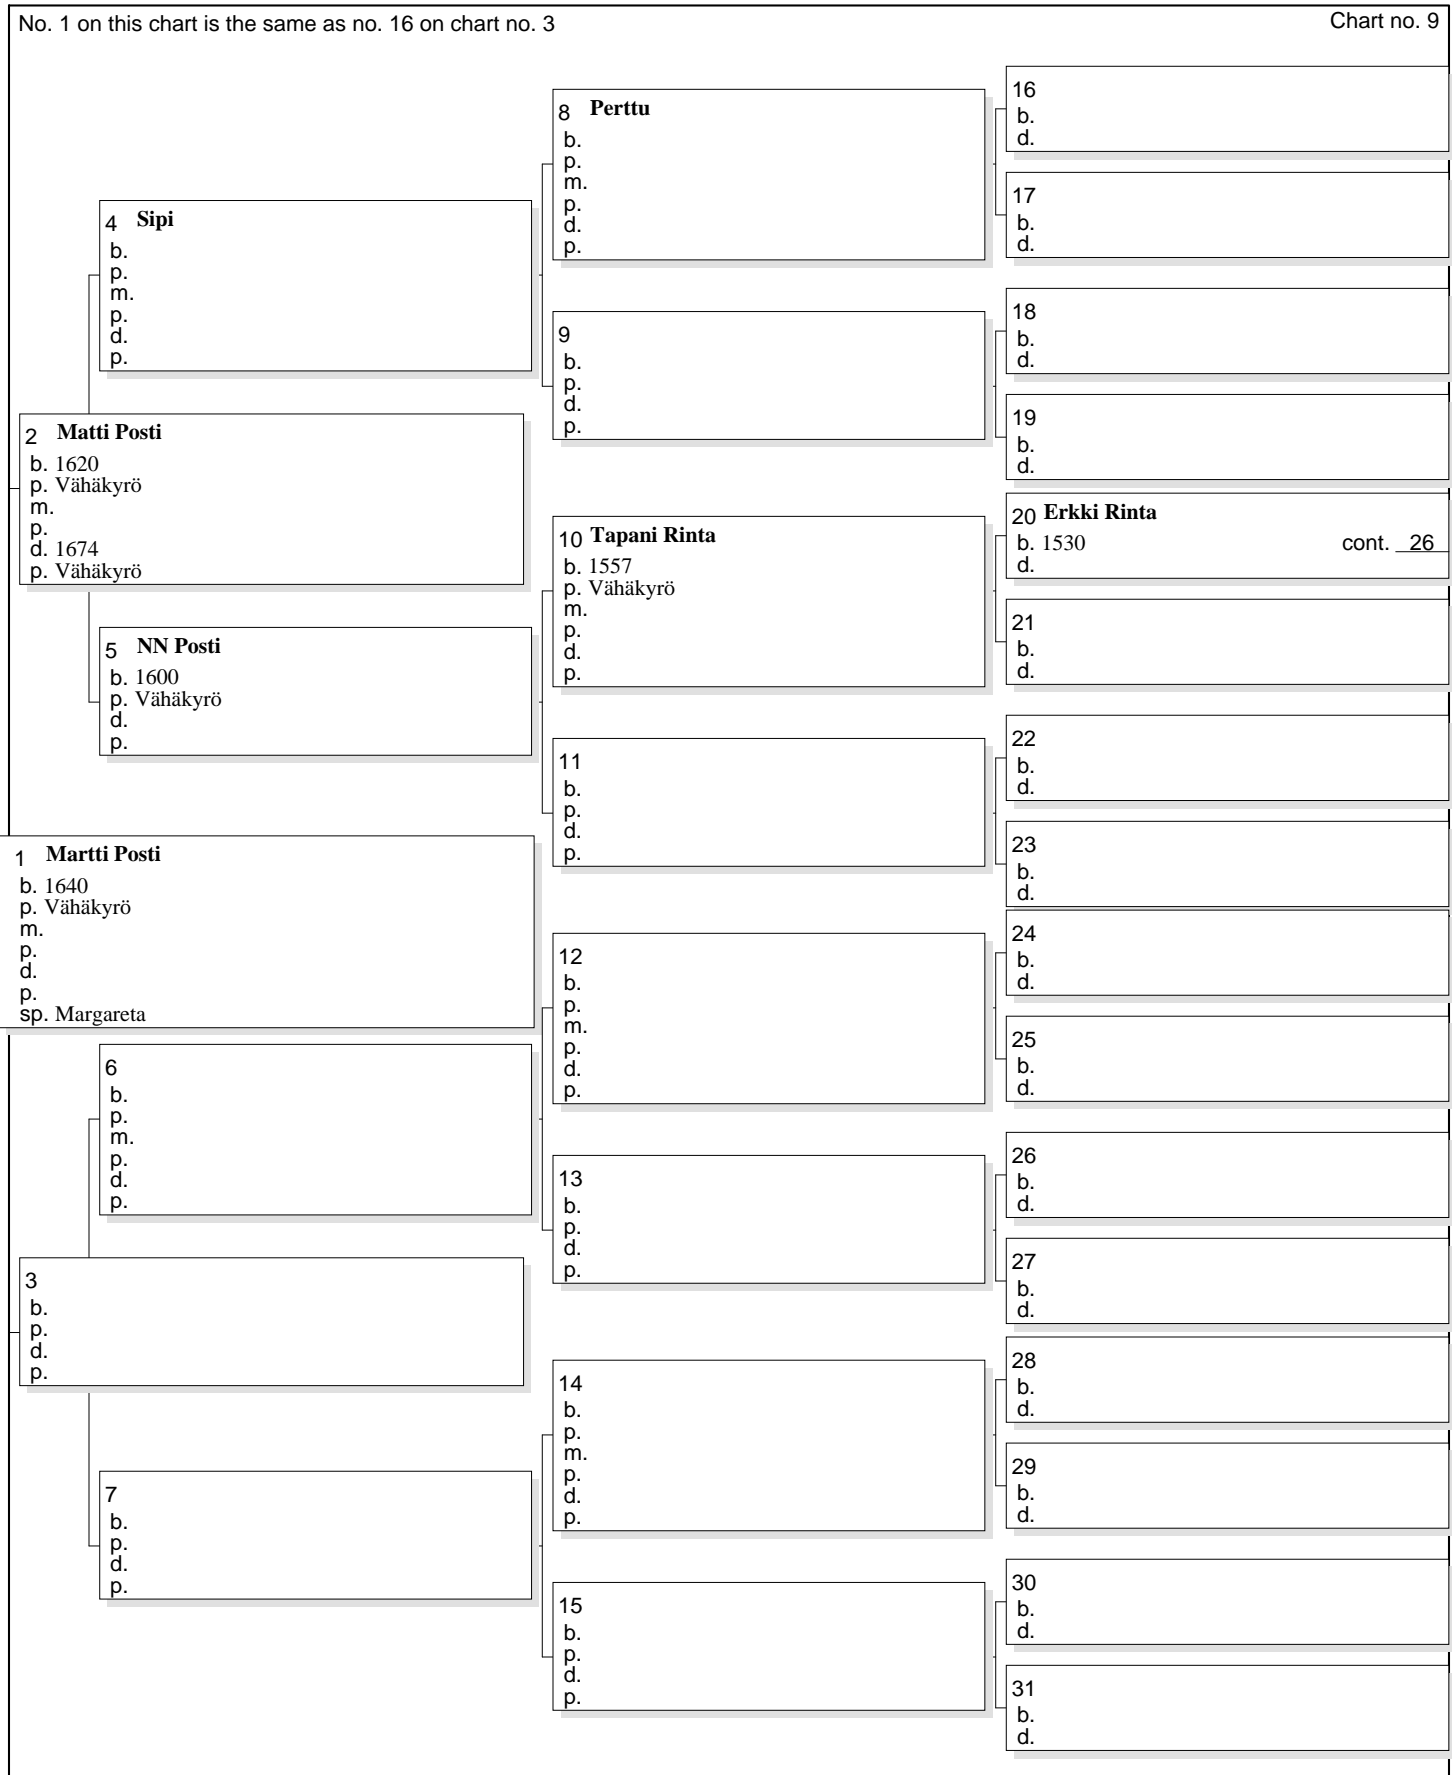 No. 1 on this chart is the same as no. 16 on chart no. 3
Chart no. 9
1 Martti Posti
b. 1640
p. Vähäkyrö
m.
p.
d.
p.
sp. Margareta
2 Matti Posti
b. 1620
p. Vähäkyrö
m.
p.
d. 1674
p. Vähäkyrö
3
b.
p.
d.
p.
4 Sipi
b.
p.
m.
p.
d.
p.
5 NN Posti
b. 1600
p. Vähäkyrö
d.
p.
6
b.
p.
m.
p.
d.
p.
7
b.
p.
d.
p.
8 Perttu
b.
p.
m.
p.
d.
p.
9
b.
p.
d.
p.
10 Tapani Rinta
b. 1557
p. Vähäkyrö
m.
p.
d.
p.
11
b.
p.
d.
p.
12
b.
p.
m.
p.
d.
p.
13
b.
p.
d.
p.
14
b.
p.
m.
p.
d.
p.
15
b.
p.
d.
p.
16
b.
d.
17
b.
d.
18
b.
d.
19
b.
d.
20 Erkki Rinta
b. 1530 cont. 26
d.
21
b.
d.
22
b.
d.
23
b.
d.
24
b.
d.
25
b.
d.
26
b.
d.
27
b.
d.
28
b.
d.
29
b.
d.
30
b.
d.
31
b.
d.